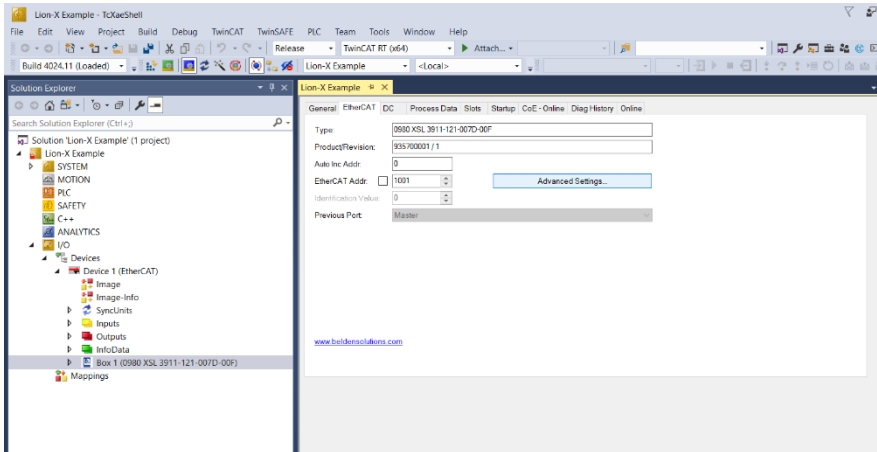 Lion-X Example - TcXaeShell
File Edit View Project Build Debug TwinCAT TwinSAFE PLC Team Tools Window Help
Release TwinCAT RT (x64) Attach...
Build 4024.11 (Loaded) Lion-X Example <Local>
Solution Explorer
Search Solution Explorer (Ctrl+;)
Solution 'Lion-X Example' (1 project)
Lion-X Example
SYSTEM
MOTION
PLC
SAFETY
C++
ANALYTICS
I/O
Devices
Device 1 (EtherCAT)
Image
Image-Info
SyncUnits
Inputs
Outputs
InfoData
Box 1 (0980 XSL 3911-121-007D-00F)
Mappings
Lion-X Example
General EtherCAT DC Process Data Slots Startup CoE - Online Diag History Online
Type: 0980 XSL 3911-121-007D-00F
Product/Revision: 935700001 / 1
Auto Inc Addr: 0
EtherCAT Addr: 1001 Advanced Settings...
Identification Value: 0
Previous Port: Master
www.beldensolutions.com